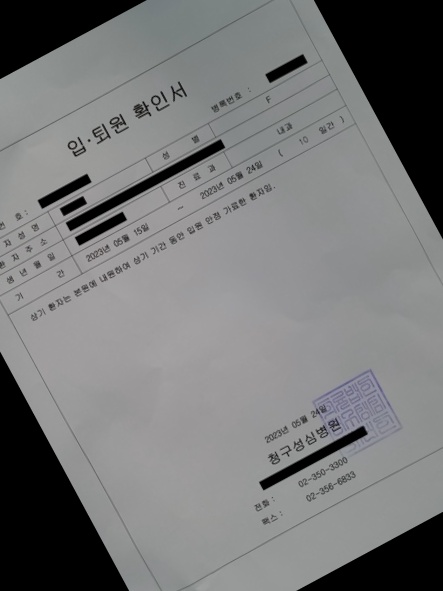 입·퇴원 확인서
번 호 : 병록번호 :
자 성 명 성 별 F
환 자 주 소
생 년 월 일 진 료 과 내과
기 간 2023년 05월 15일 ~ 2023년 05월 24일 ( 10 일간 )
상기 환자는 본원에 내원하여 상기 기간 동안 입원 안정 가료한 환자임.
2023년 05월 24일
청구성심병원
전화 : 02-350-3300
팩스 : 02-356-6833